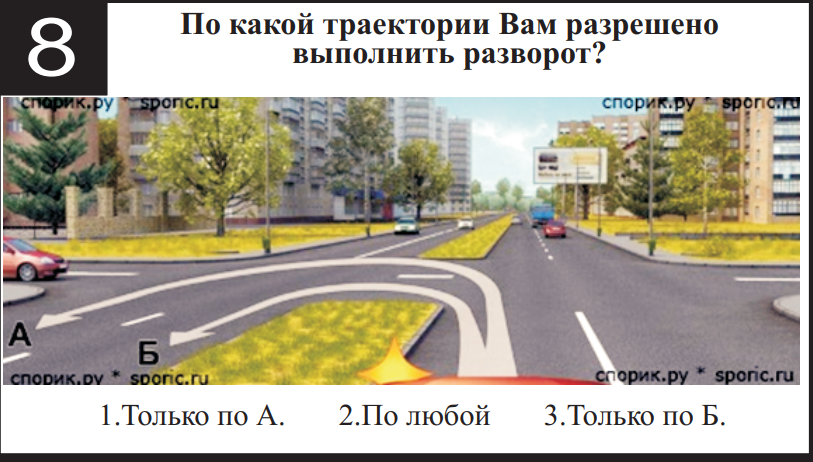 8
По какой траектории Вам разрешено
выполнить разворот?
спорик.ру * sporic.ru
спорик.ру * sporic.ru
А
Б
спорик.ру * sporic.ru
спорик.ру * sporic.ru
1.Только по А. 2.По любой 3.Только по Б.